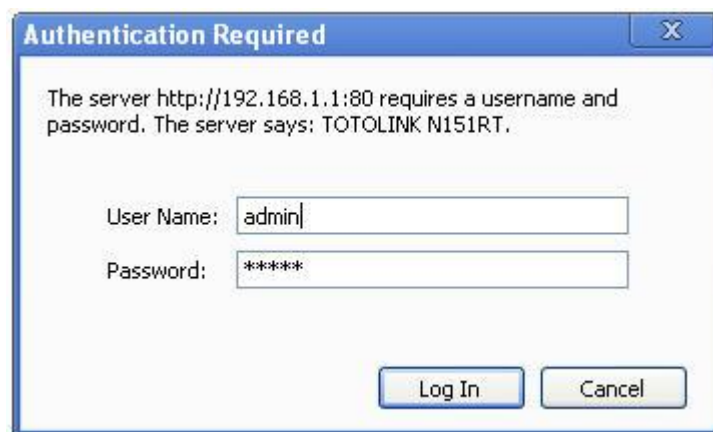 Authentication Required
X
The server http://192.168.1.1:80 requires a username and
password. The server says: TOTOLINK N151RT.
User Name: admin
Password: *****
Log In Cancel